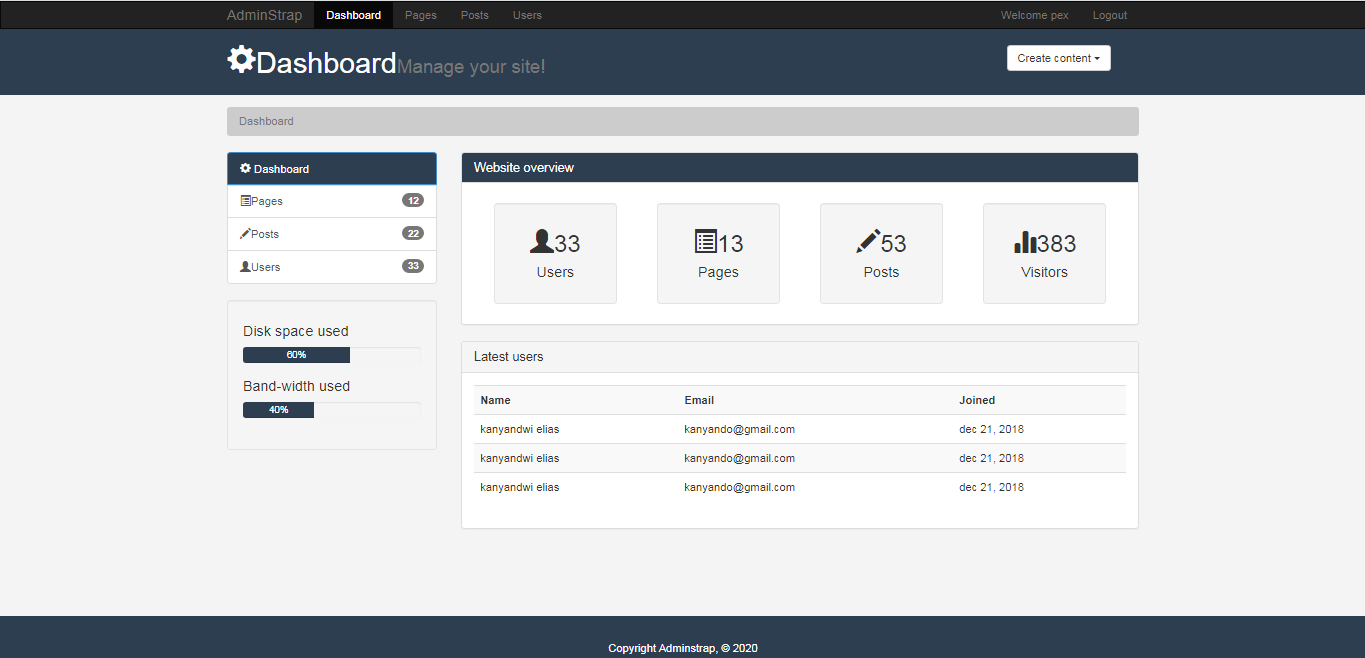 AdminStrap Dashboard Pages Posts Users Welcome pex Logout
Dashboard Manage your site! Create content
Dashboard
Dashboard
Pages 12
Posts 22
Users 33
Disk space used
60%
Band-width used
40%
Website overview
33
Users
13
Pages
53
Posts
383
Visitors
Latest users
Name Email Joined
kanyandwi elias kanyando@gmail.com dec 21, 2018
kanyandwi elias kanyando@gmail.com dec 21, 2018
kanyandwi elias kanyando@gmail.com dec 21, 2018
Copyright Adminstrap, © 2020